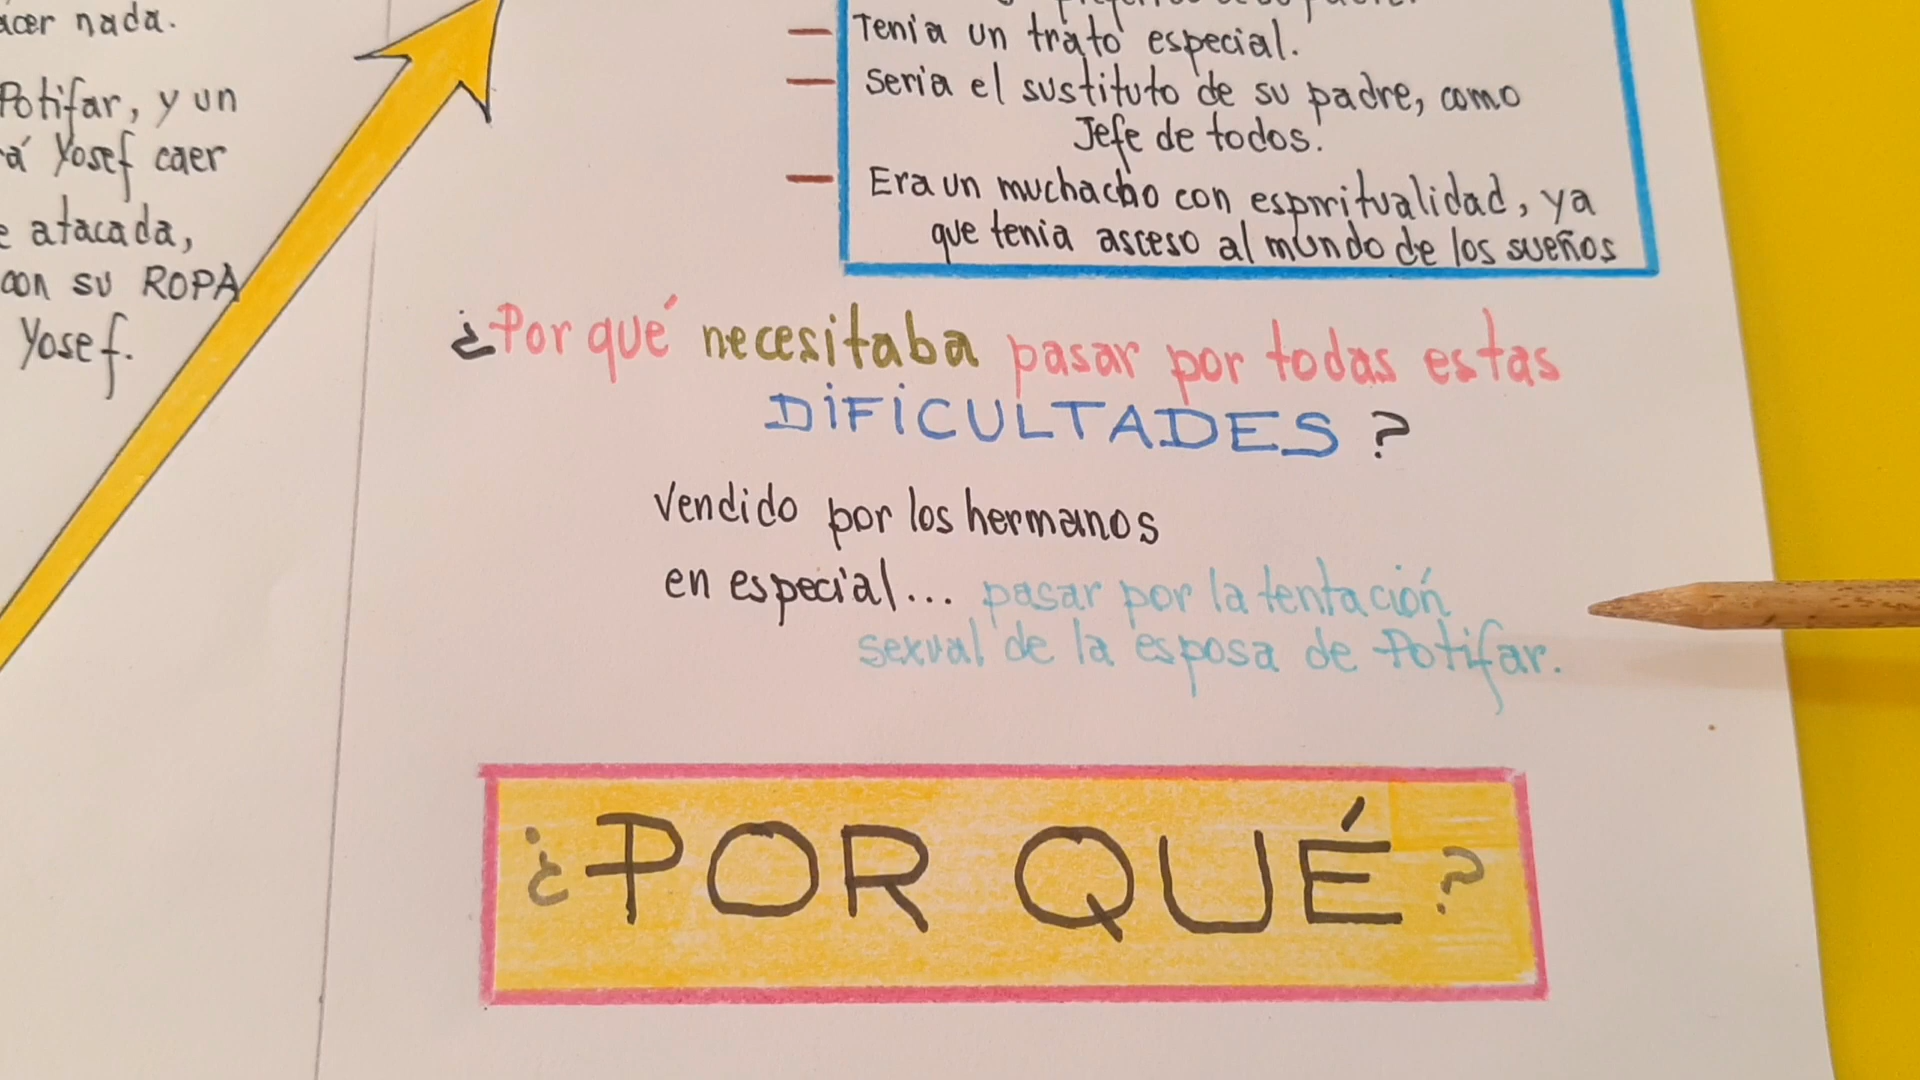 acer nada.
Potifar, y un
á Yosef caer
e atacada,
con su ROPA
Yosef.
Tenia un trato especial.
Seria el sustituto de su padre, como
Jefe de todos.
Era un muchacho con espiritualidad, ya
que tenia asceso al mundo de los sueños
¿Por qué necesitaba pasar por todas estas
DIFICULTADES?
Vendido por los hermanos
en especial... pasar por la tentación
sexual de la esposa de Potifar.
¿POR QUÉ?